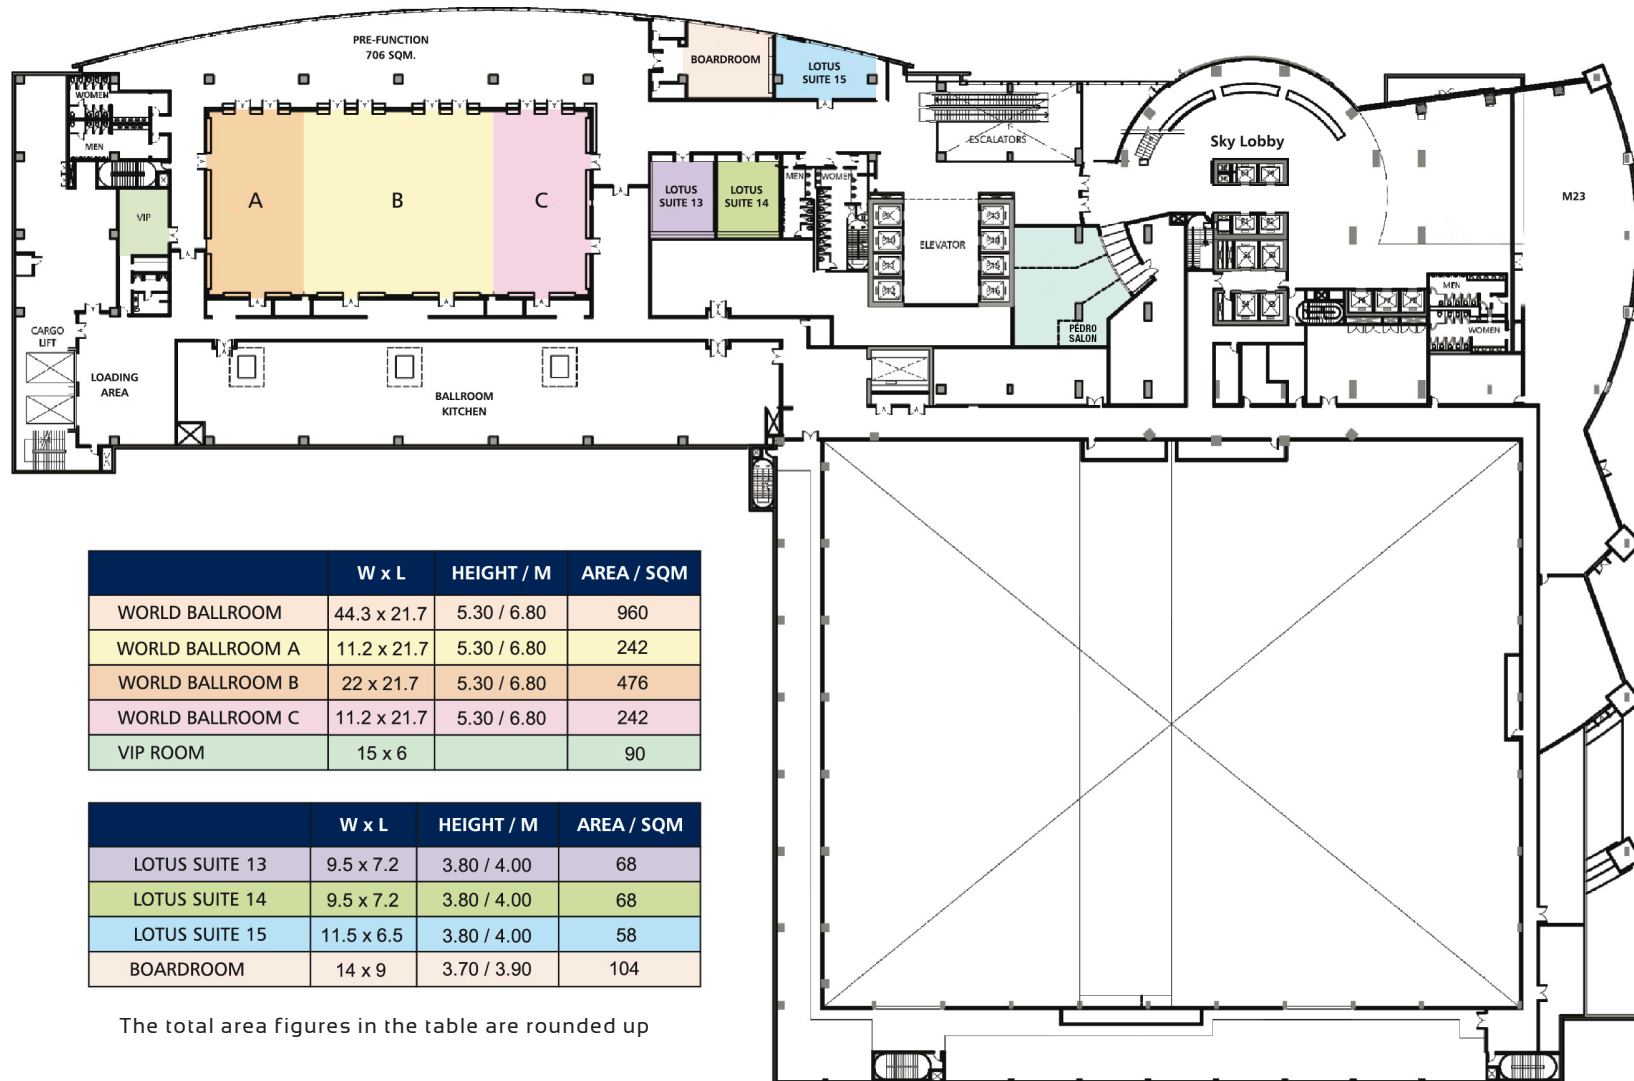 PRE-FUNCTION
706 SQM.
BOARDROOM
LOTUS
SUITE 15
WOMEN
MEN
ESCALATORS
Sky Lobby
LOTUS
SUITE 13
LOTUS
SUITE 14
MEN
WOMEN
M23
A
B
C
VIP
ELEVATOR
MEN
WOMEN
PEDRO
SALON
CARGO
LIFT
LOADING
AREA
BALLROOM
KITCHEN
W x L HEIGHT / M AREA / SQM
WORLD BALLROOM 44.3 x 21.7 5.30 / 6.80 960
WORLD BALLROOM A 11.2 x 21.7 5.30 / 6.80 242
WORLD BALLROOM B 22 x 21.7 5.30 / 6.80 476
WORLD BALLROOM C 11.2 x 21.7 5.30 / 6.80 242
VIP ROOM 15 x 6 90
W x L HEIGHT / M AREA / SQM
LOTUS SUITE 13 9.5 x 7.2 3.80 / 4.00 68
LOTUS SUITE 14 9.5 x 7.2 3.80 / 4.00 68
LOTUS SUITE 15 11.5 x 6.5 3.80 / 4.00 58
BOARDROOM 14 x 9 3.70 / 3.90 104
The total area figures in the table are rounded up